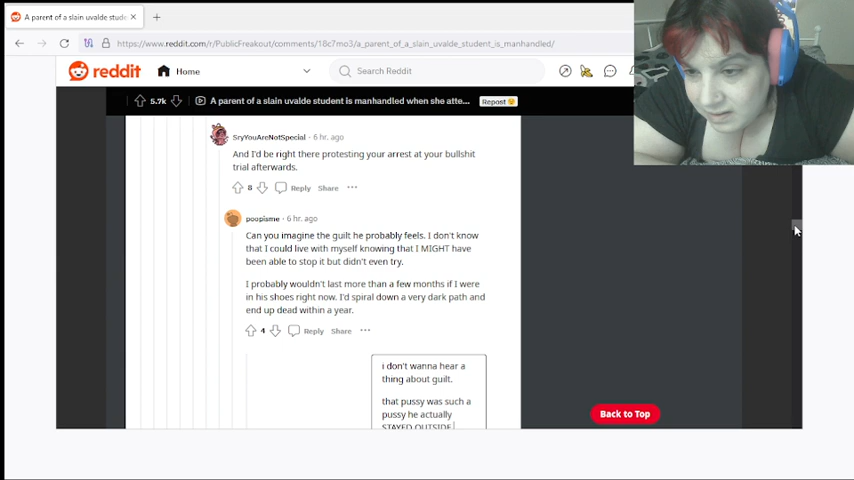 A parent of a slain uvalde stude
https://www.reddit.com/r/PublicFreakout/comments/18c7mo3/a_parent_of_a_slain_uvalde_student_is_manhandled/
reddit
Home
Search Reddit
5.7k
A parent of a slain uvalde student is manhandled when she atte...
Repost
SryYouAreNotSpecial · 6 hr. ago
And I'd be right there protesting your arrest at your bullshit
trial afterwards.
8
Reply
Share
poopisme · 6 hr. ago
Can you imagine the guilt he probably feels. I don't know
that I could live with myself knowing that I MIGHT have
been able to stop it but didn't even try.
I probably wouldn't last more than a few months if I were
in his shoes right now. I'd spiral down a very dark path and
end up dead within a year.
4
Reply
Share
i don't wanna hear a
thing about guilt.
that pussy was such a
pussy he actually
STAYED OUTSIDE
Back to Top